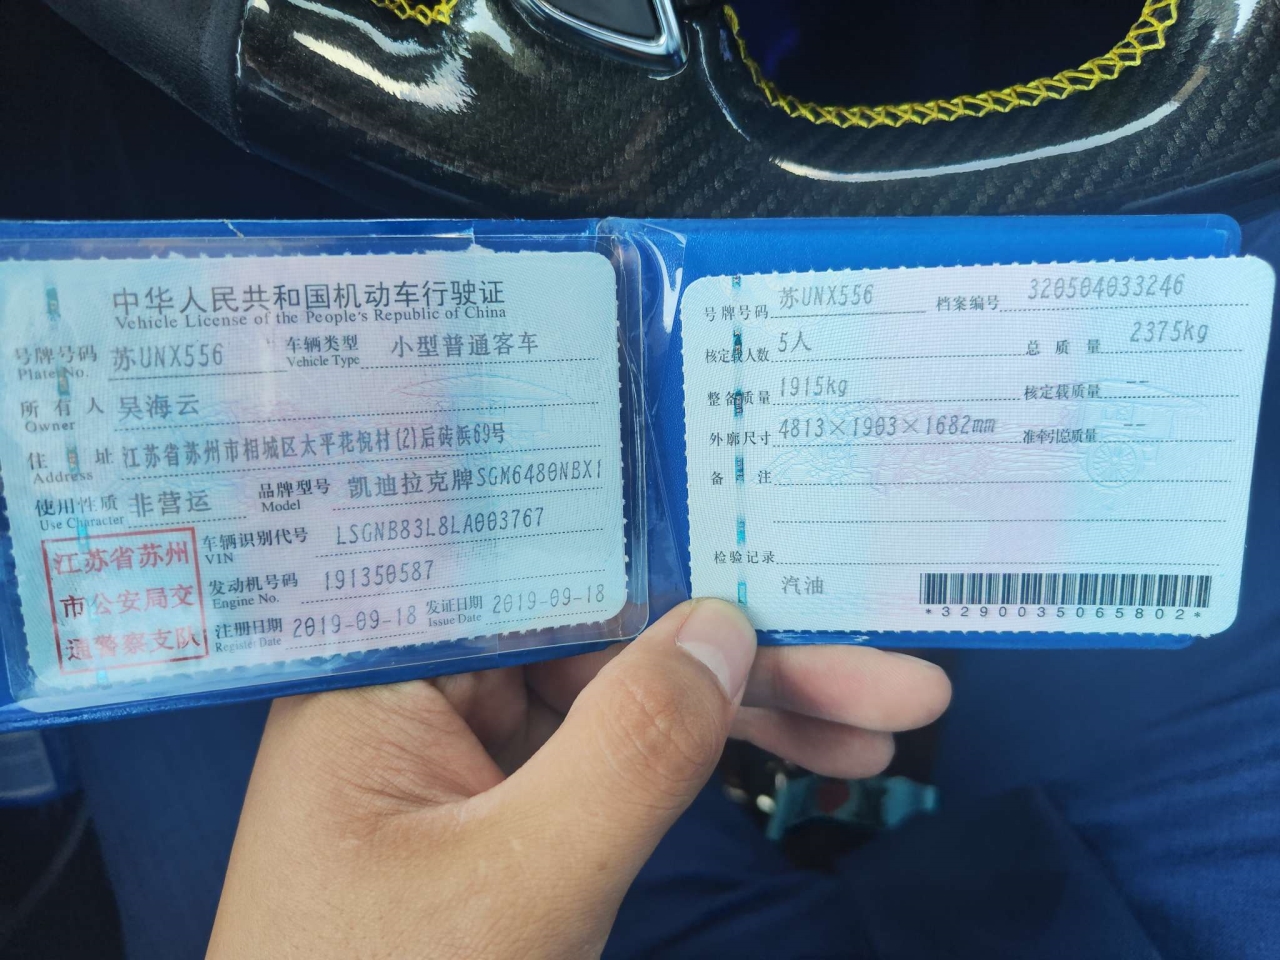 中华人民共和国机动车行驶证
Vehicle License of the People's Republic of China
号牌号码 苏UNX556 车辆类型 小型普通客车
Plate No. Vehicle Type
所有人 吴海云
Owner
住址 江苏省苏州市相城区太平花倪村(2)后砖浜69号
Address
使用性质 非营运 品牌型号 凯迪拉克牌SGM6480NBX1
Use Character Model
江苏省苏州
市公安局交
通警察支队
车辆识别代号 LSGNB83L8LA003767
VIN
发动机号码 191350587
Engine No.
注册日期 2019-09-18 发证日期 2019-09-18
Register Date Issue Date
号牌号码 苏UNX556 档案编号 320504033246
核定载人数 5人 总质量 2375kg
整备质量 1915kg 核定载质量 --
外廓尺寸 4813×1903×1682mm 准牵引总质量 --
备注
检验记录
汽油
*3290035065802*